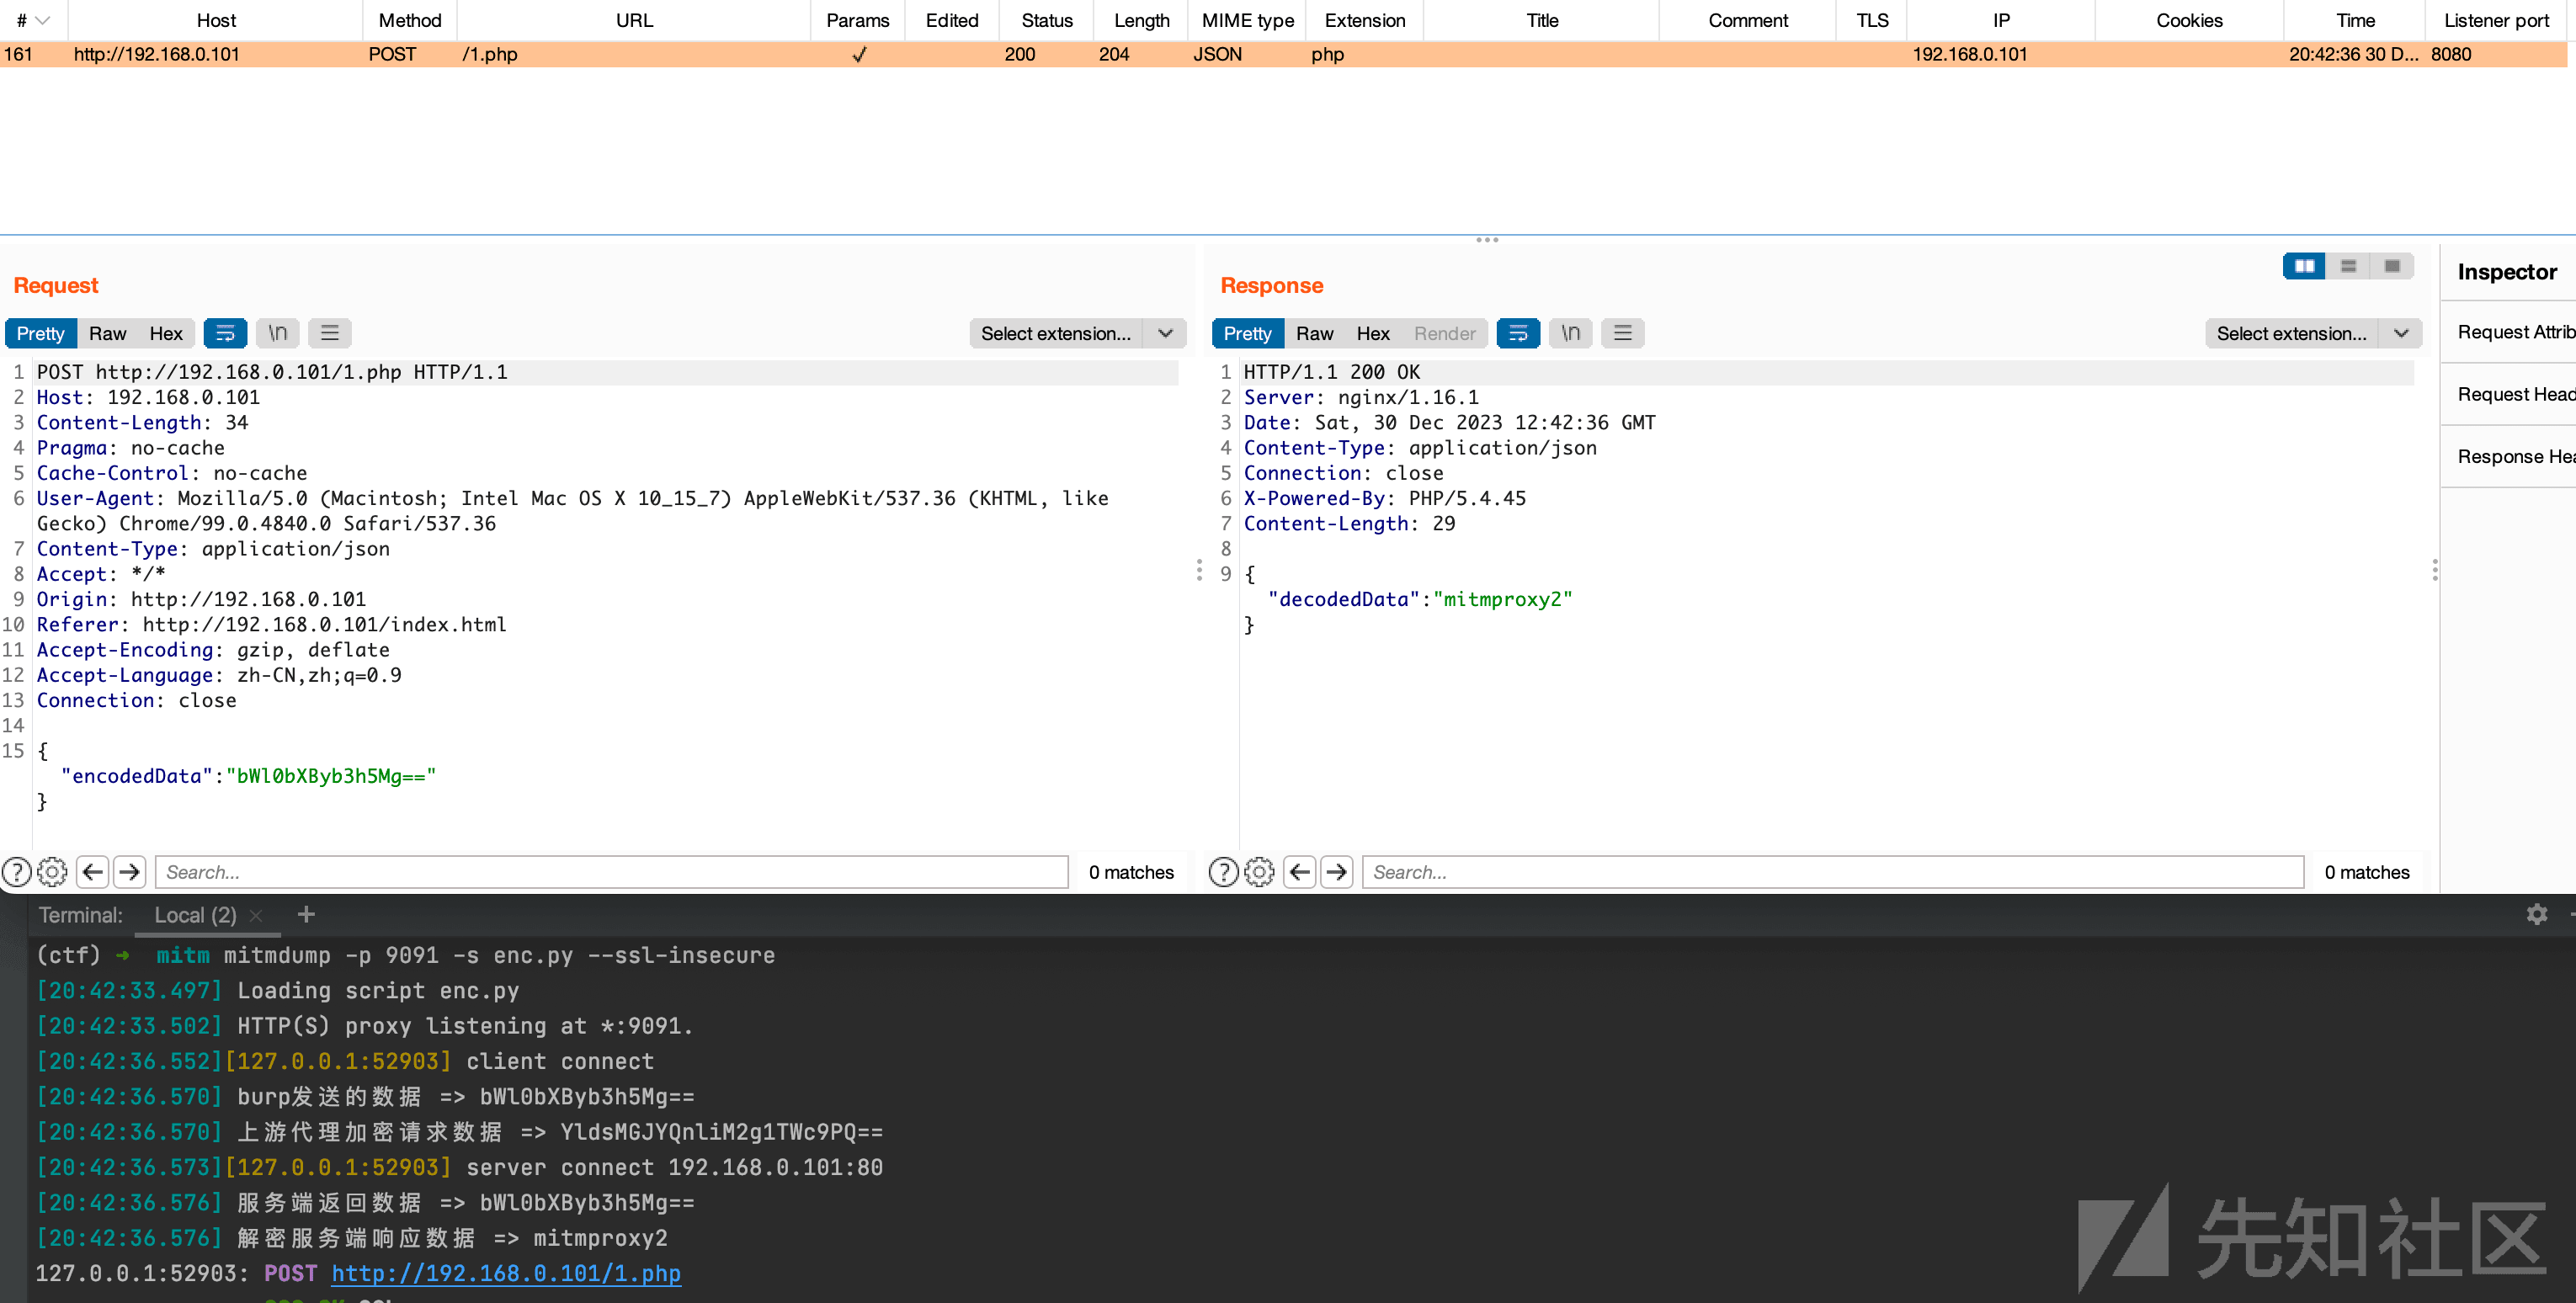 # Host Method URL Params Edited Status Length MIME type Extension Title Comment TLS IP Cookies Time Listener port
161 http://192.168.0.101 POST /1.php ✓ 200 204 JSON php 192.168.0.101 20:42:36 30 D... 8080
Request
Pretty Raw Hex \n Select extension...
1 POST http://192.168.0.101/1.php HTTP/1.1
2 Host: 192.168.0.101
3 Content-Length: 34
4 Pragma: no-cache
5 Cache-Control: no-cache
6 User-Agent: Mozilla/5.0 (Macintosh; Intel Mac OS X 10_15_7) AppleWebKit/537.36 (KHTML, like
Gecko) Chrome/99.0.4840.0 Safari/537.36
7 Content-Type: application/json
8 Accept: */*
9 Origin: http://192.168.0.101
10 Referer: http://192.168.0.101/index.html
11 Accept-Encoding: gzip, deflate
12 Accept-Language: zh-CN,zh;q=0.9
13 Connection: close
14
15 {
"encodedData":"bWl0bXByb3h5Mg=="
}
Search... 0 matches
Response
Pretty Raw Hex Render \n Select extension...
1 HTTP/1.1 200 OK
2 Server: nginx/1.16.1
3 Date: Sat, 30 Dec 2023 12:42:36 GMT
4 Content-Type: application/json
5 Connection: close
6 X-Powered-By: PHP/5.4.45
7 Content-Length: 29
8
9 {
"decodedData":"mitmproxy2"
}
Search... 0 matches
Inspector
Request Attrib
Request Head
Response Hea
Terminal: Local (2) × +
(ctf) → mitm mitmdump -p 9091 -s enc.py --ssl-insecure
[20:42:33.497] Loading script enc.py
[20:42:33.502] HTTP(S) proxy listening at *:9091.
[20:42:36.552][127.0.0.1:52903] client connect
[20:42:36.570] burp发送的数据 => bWl0bXByb3h5Mg==
[20:42:36.570] 上游代理加密请求数据 => YldsMGJYQnliM2g1TWc9PQ==
[20:42:36.573][127.0.0.1:52903] server connect 192.168.0.101:80
[20:42:36.576] 服务端返回数据 => bWl0bXByb3h5Mg==
[20:42:36.576] 解密服务端响应数据 => mitmproxy2
127.0.0.1:52903: POST http://192.168.0.101/1.php
先知社区